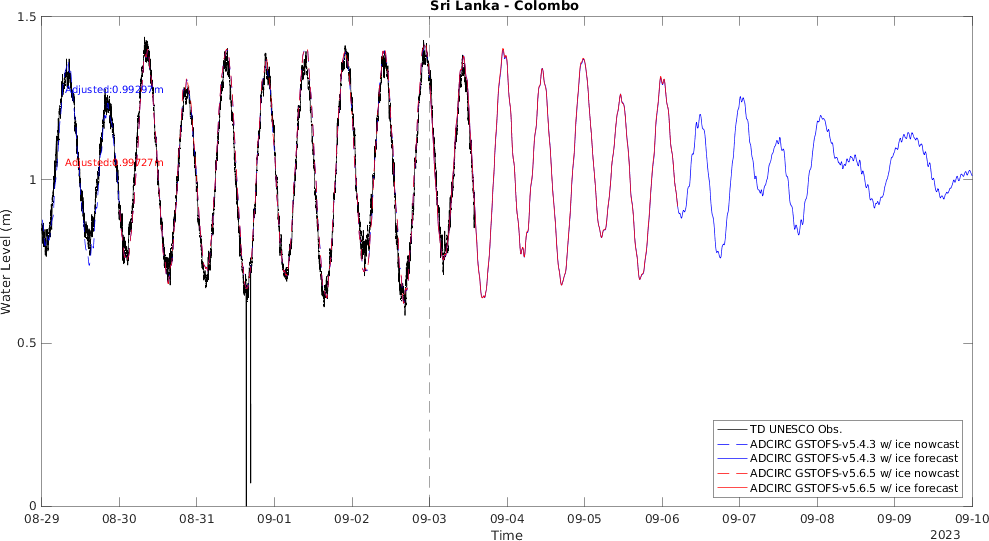 Sri Lanka - Colombo
1.5
Adjusted:0.99297m
Adjusted:0.99727m
1
0.5
0
Water Level (m)
TD UNESCO Obs.
ADCIRC GSTOFS-v5.4.3 w/ ice nowcast
ADCIRC GSTOFS-v5.4.3 w/ ice forecast
ADCIRC GSTOFS-v5.6.5 w/ ice nowcast
ADCIRC GSTOFS-v5.6.5 w/ ice forecast
08-29 08-30 08-31 09-01 09-02 09-03 09-04 09-05 09-06 09-07 09-08 09-09 09-10
Time
2023